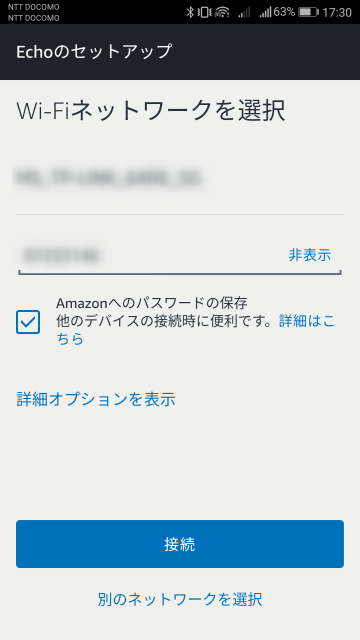 NTT DOCOMO
NTT DOCOMO
63% 17:30
Echoのセットアップ
Wi-Fiネットワークを選択
非表示
Amazonへのパスワードの保存
他のデバイスの接続時に便利です。詳細はこ
ちら
詳細オプションを表示
接続
別のネットワークを選択